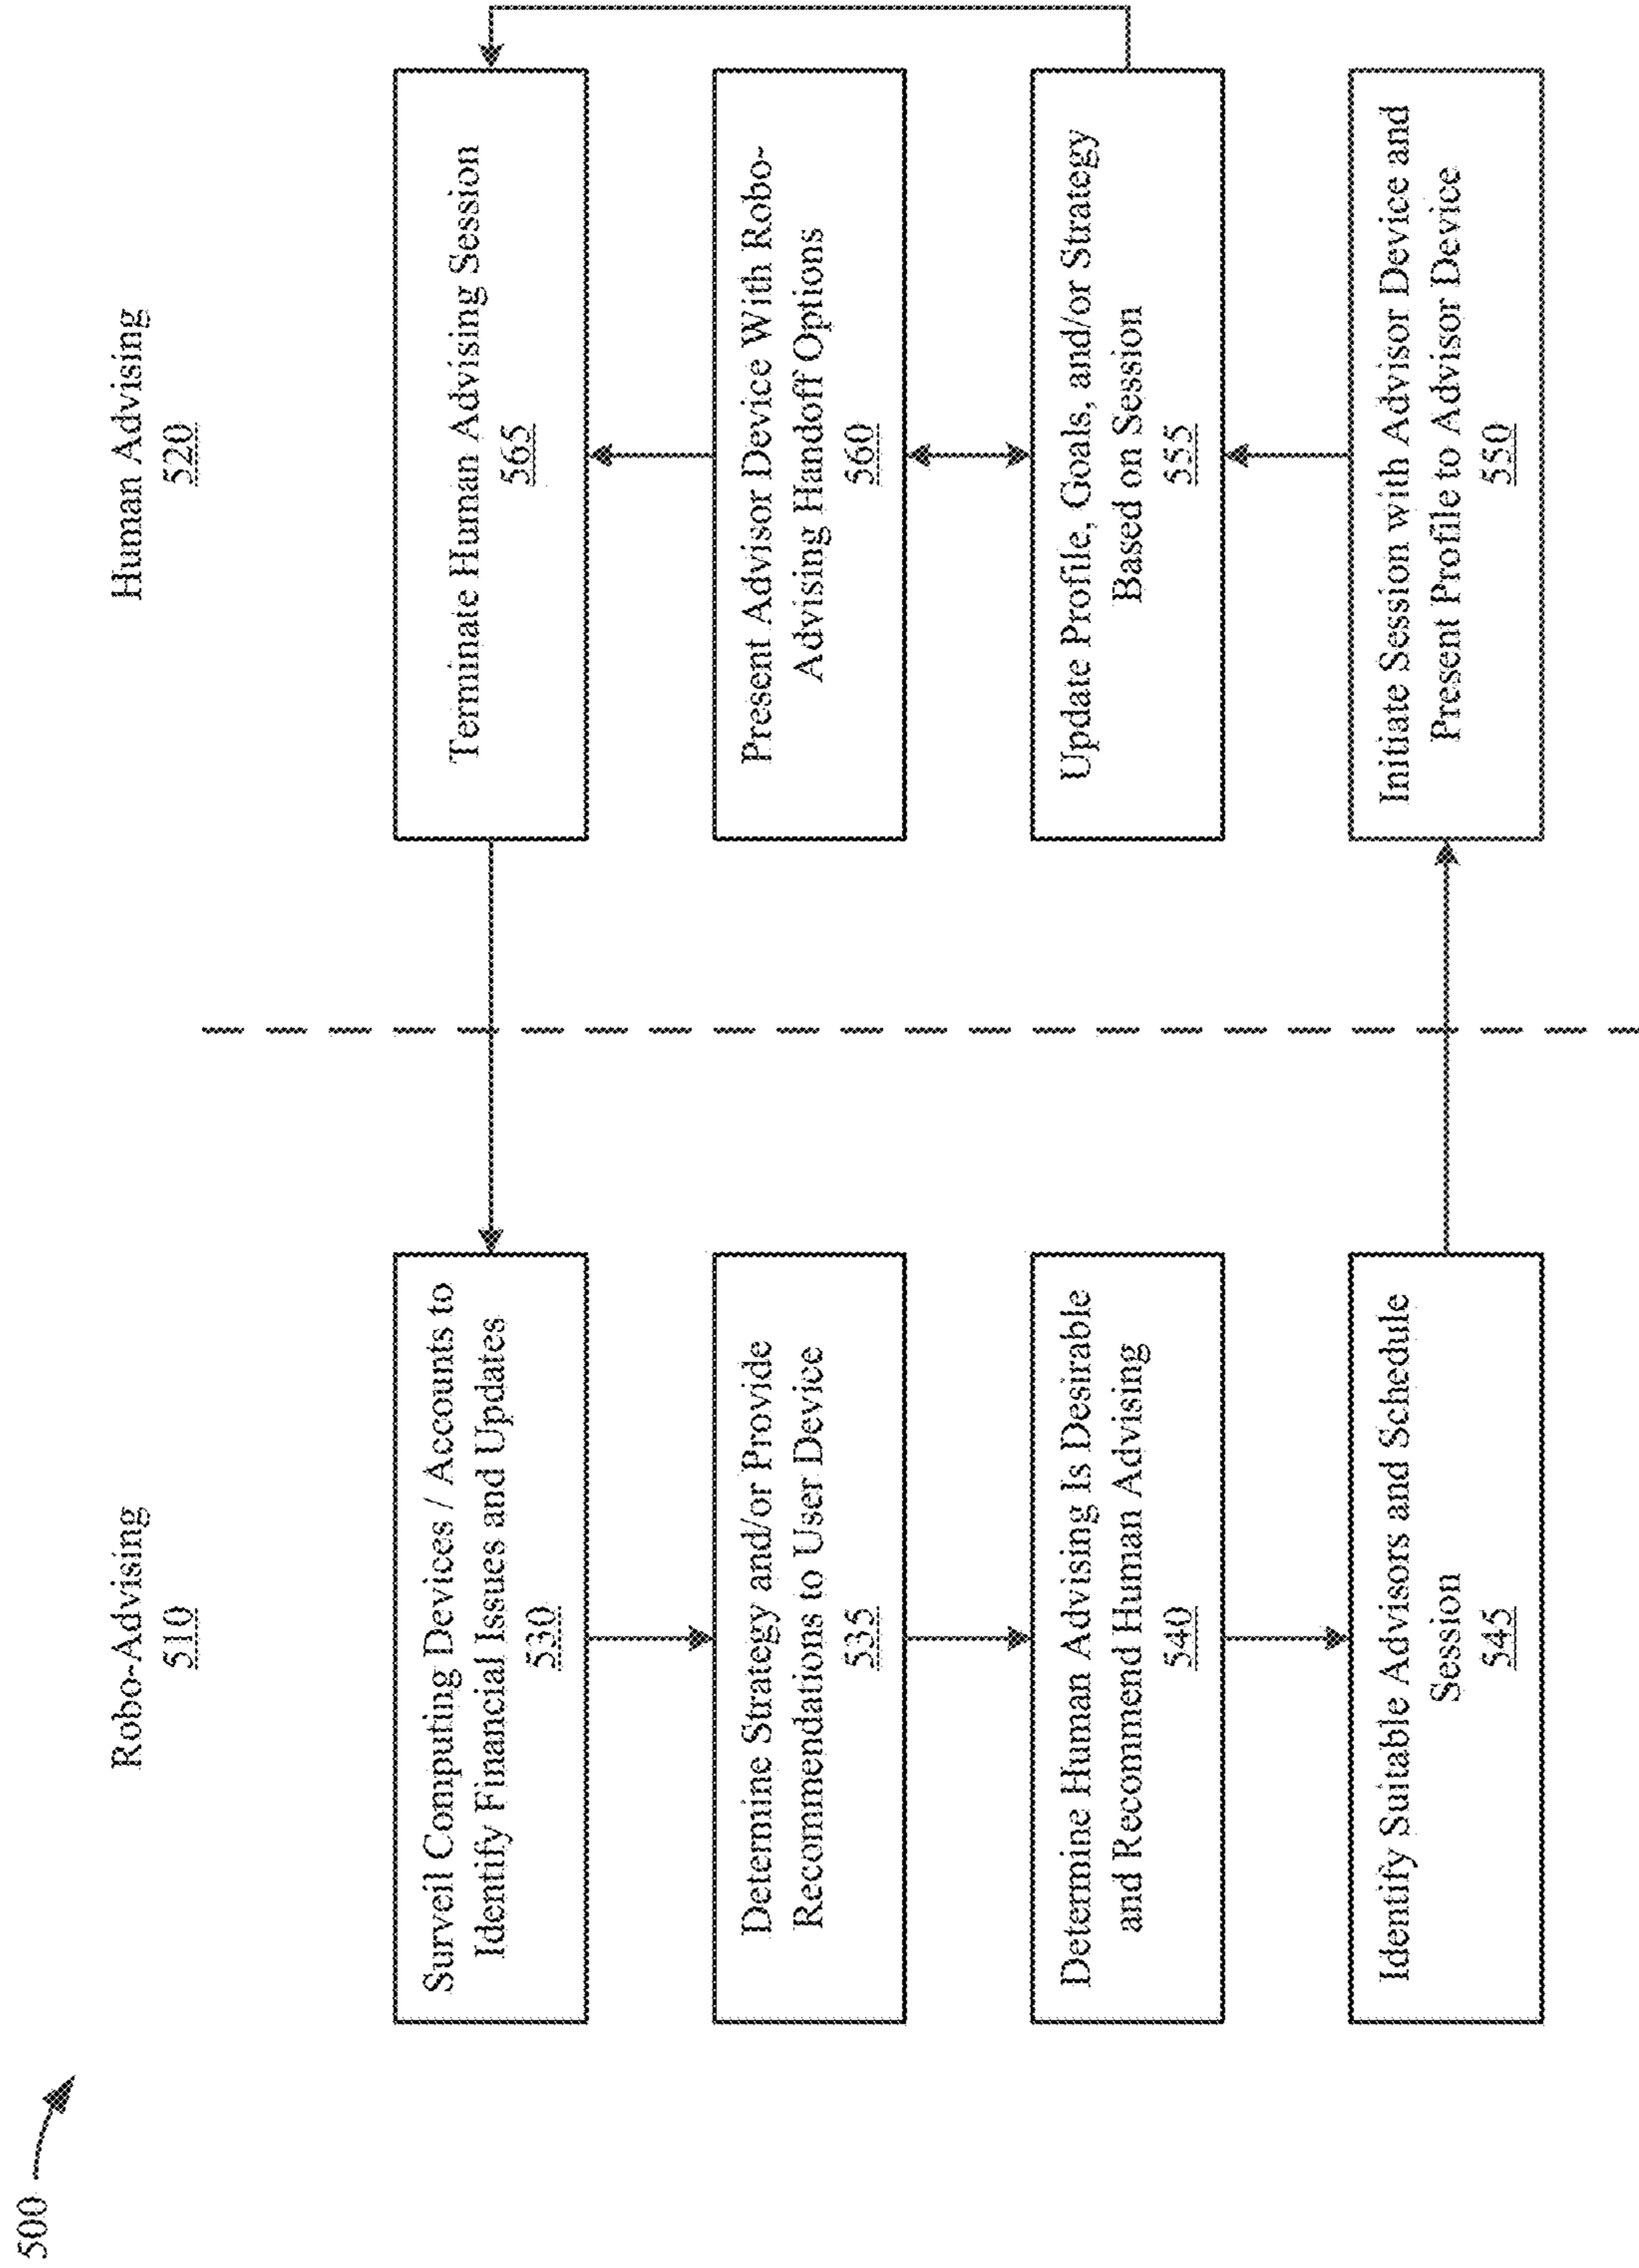 500
Robo-Advising
510
Human Advising
520
Surveil Computing Devices / Accounts to
Identify Financial Issues and Updates
530
Determine Strategy and/or Provide
Recommendations to User Device
535
Determine Human Advising Is Desirable
and Recommend Human Advising
540
Identify Suitable Advisors and Schedule
Session
545
Terminate Human Advising Session
565
Present Advisor Device With Robo-
Advising Handoff Options
560
Update Profile, Goals, and/or Strategy
Based on Session
555
Initiate Session with Advisor Device and
Present Profile to Advisor Device
550